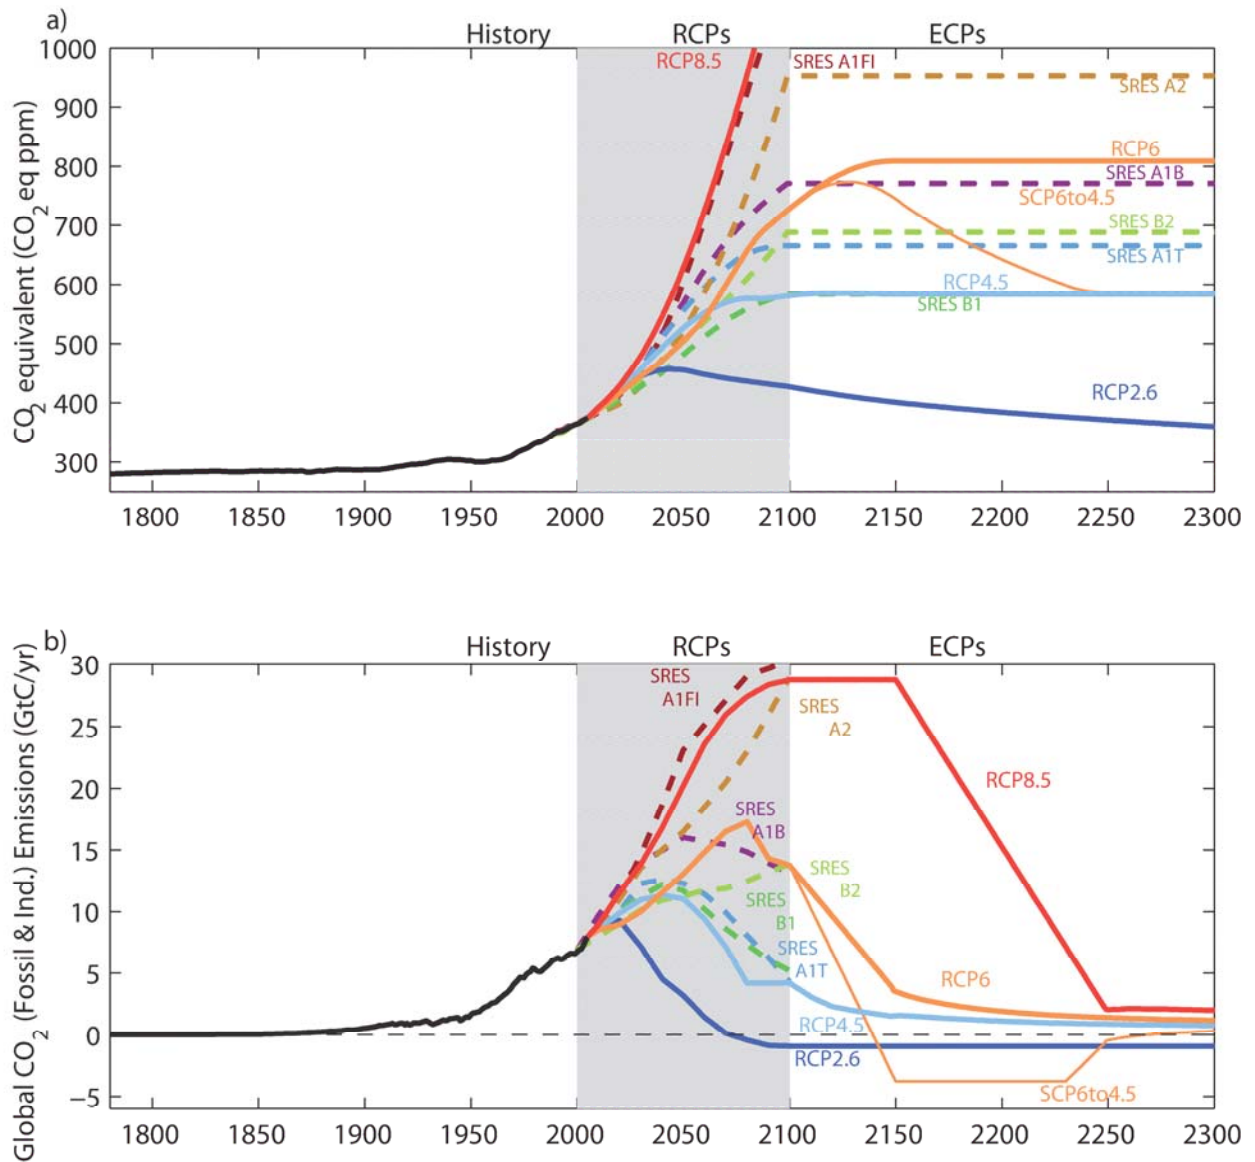 a)
History RCPs ECPs
CO2 equivalent (CO2 eq ppm)
1000
900
800
700
600
500
400
300
RCP8.5
SRES A1FI
SRES A2
RCP6
SRES A1B
SCP6to4.5
SRES B2
SRES A1T
RCP4.5
SRES B1
RCP2.6
1800 1850 1900 1950 2000 2050 2100 2150 2200 2250 2300
b)
History RCPs ECPs
Global CO2 (Fossil & Ind.) Emissions (GtC/yr)
30
25
20
15
10
5
0
−5
SRES
A1FI
SRES
A2
RCP8.5
SRES
A1B
SRES
B2
SRES
B1
SRES
A1T
RCP6
RCP4.5
RCP2.6
SCP6to4.5
1800 1850 1900 1950 2000 2050 2100 2150 2200 2250 2300